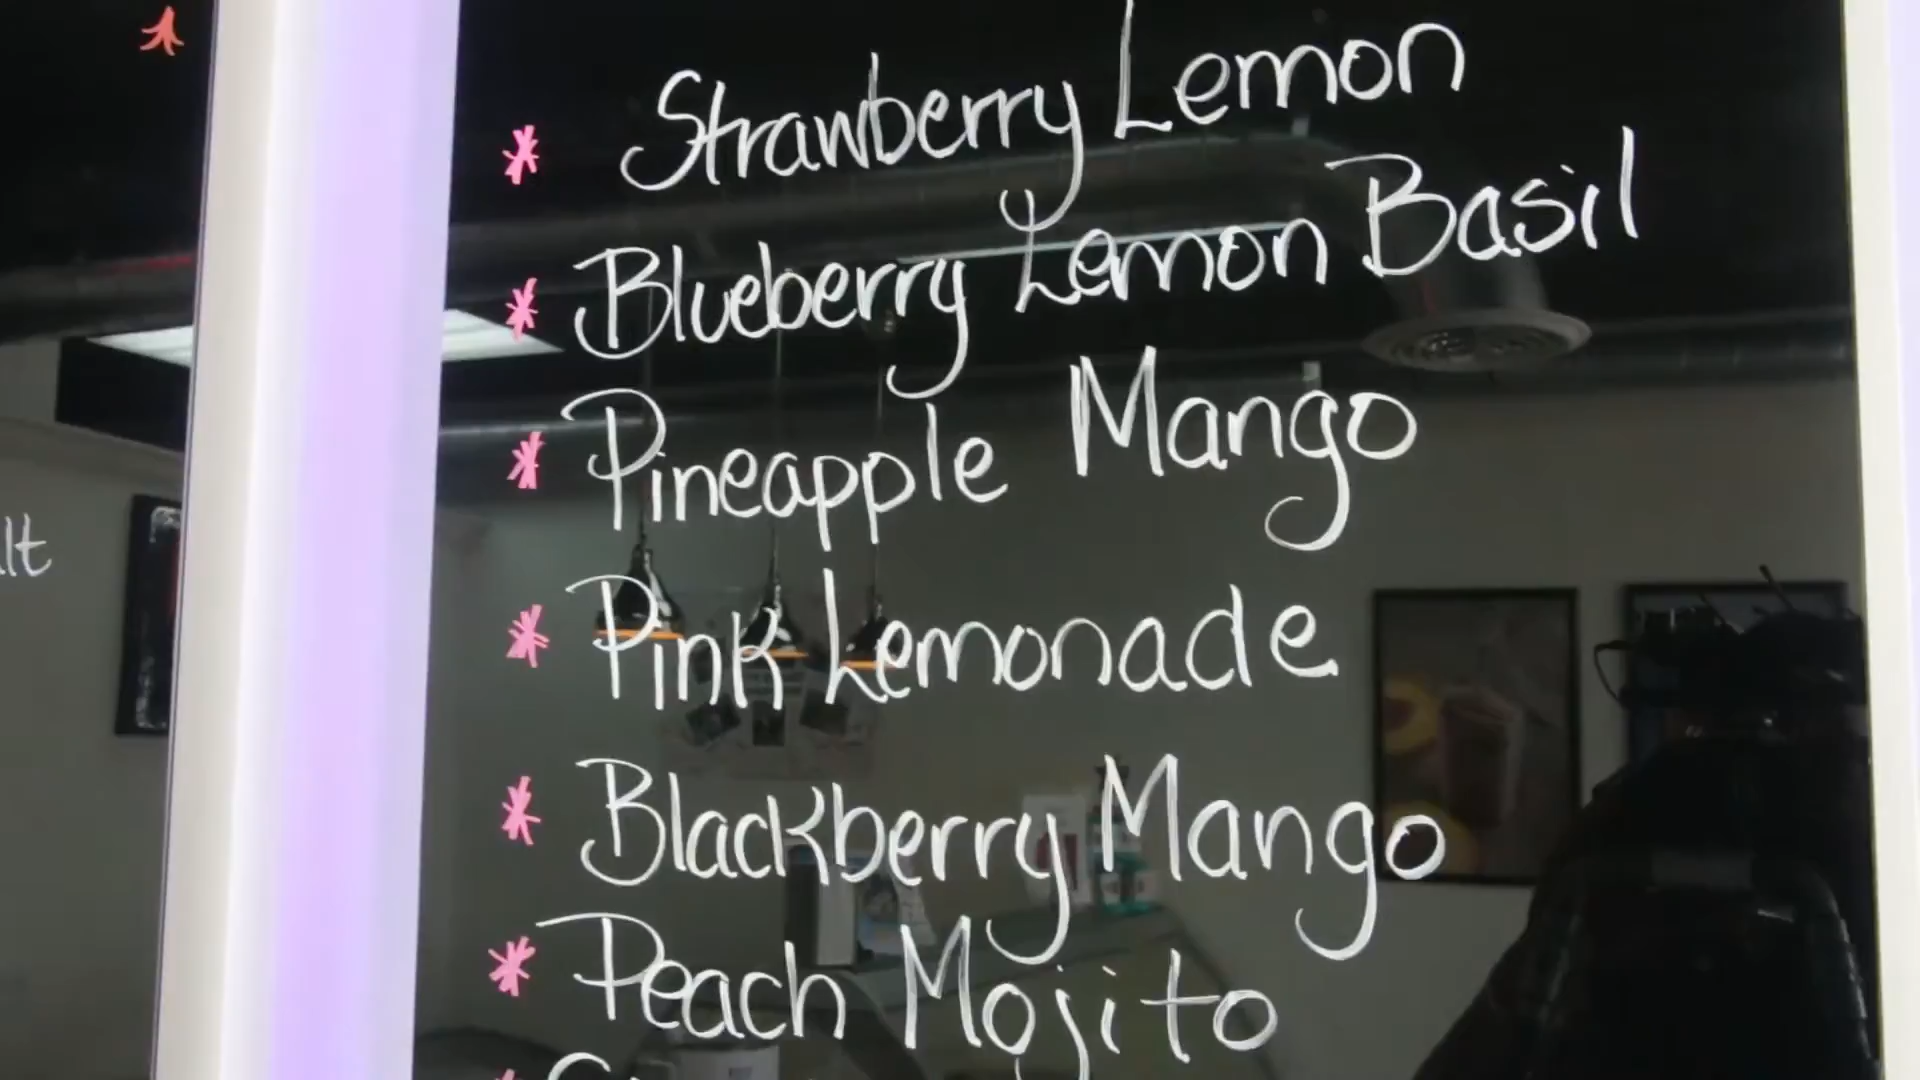 * Strawberry Lemon
* Blueberry Lemon Basil
* Pineapple Mango
* Pink Lemonade
* Blackberry Mango
* Peach Mojito